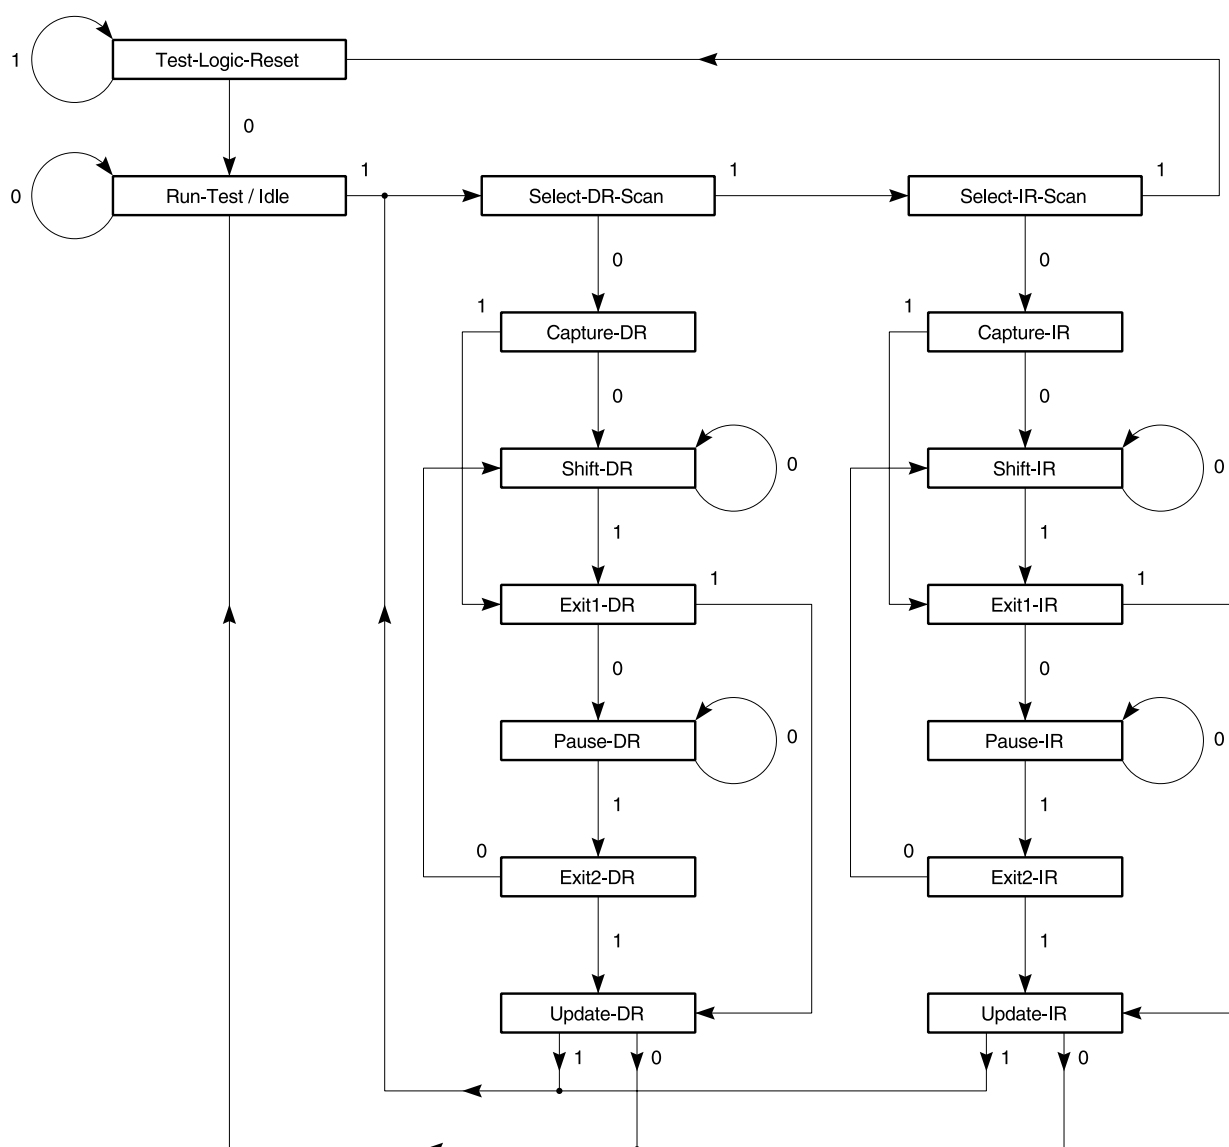 1
Test-Logic-Reset
0
0
Run-Test / Idle
1
Select-DR-Scan
1
Select-IR-Scan
1
0
0
1
Capture-DR
1
Capture-IR
0
0
Shift-DR
0
Shift-IR
0
1
1
Exit1-DR
1
Exit1-IR
1
0
0
Pause-DR
0
Pause-IR
0
1
1
0
Exit2-DR
0
Exit2-IR
1
1
Update-DR
Update-IR
1
0
1
0